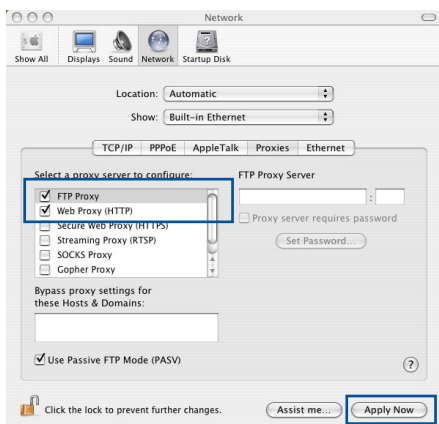 Network
Show All Displays Sound Network Startup Disk
Location: Automatic
Show: Built-in Ethernet
TCP/IP PPPoE AppleTalk Proxies Ethernet
Select a proxy server to configure: FTP Proxy Server
FTP Proxy
:
Web Proxy (HTTP)
Proxy server requires password
Secure Web Proxy (HTTPS)
Streaming Proxy (RTSP) Set Password...
SOCKS Proxy
Gopher Proxy
Bypass proxy settings for
these Hosts & Domains:
Use Passive FTP Mode (PASV) ?
Click the lock to prevent further changes. Assist me... Apply Now